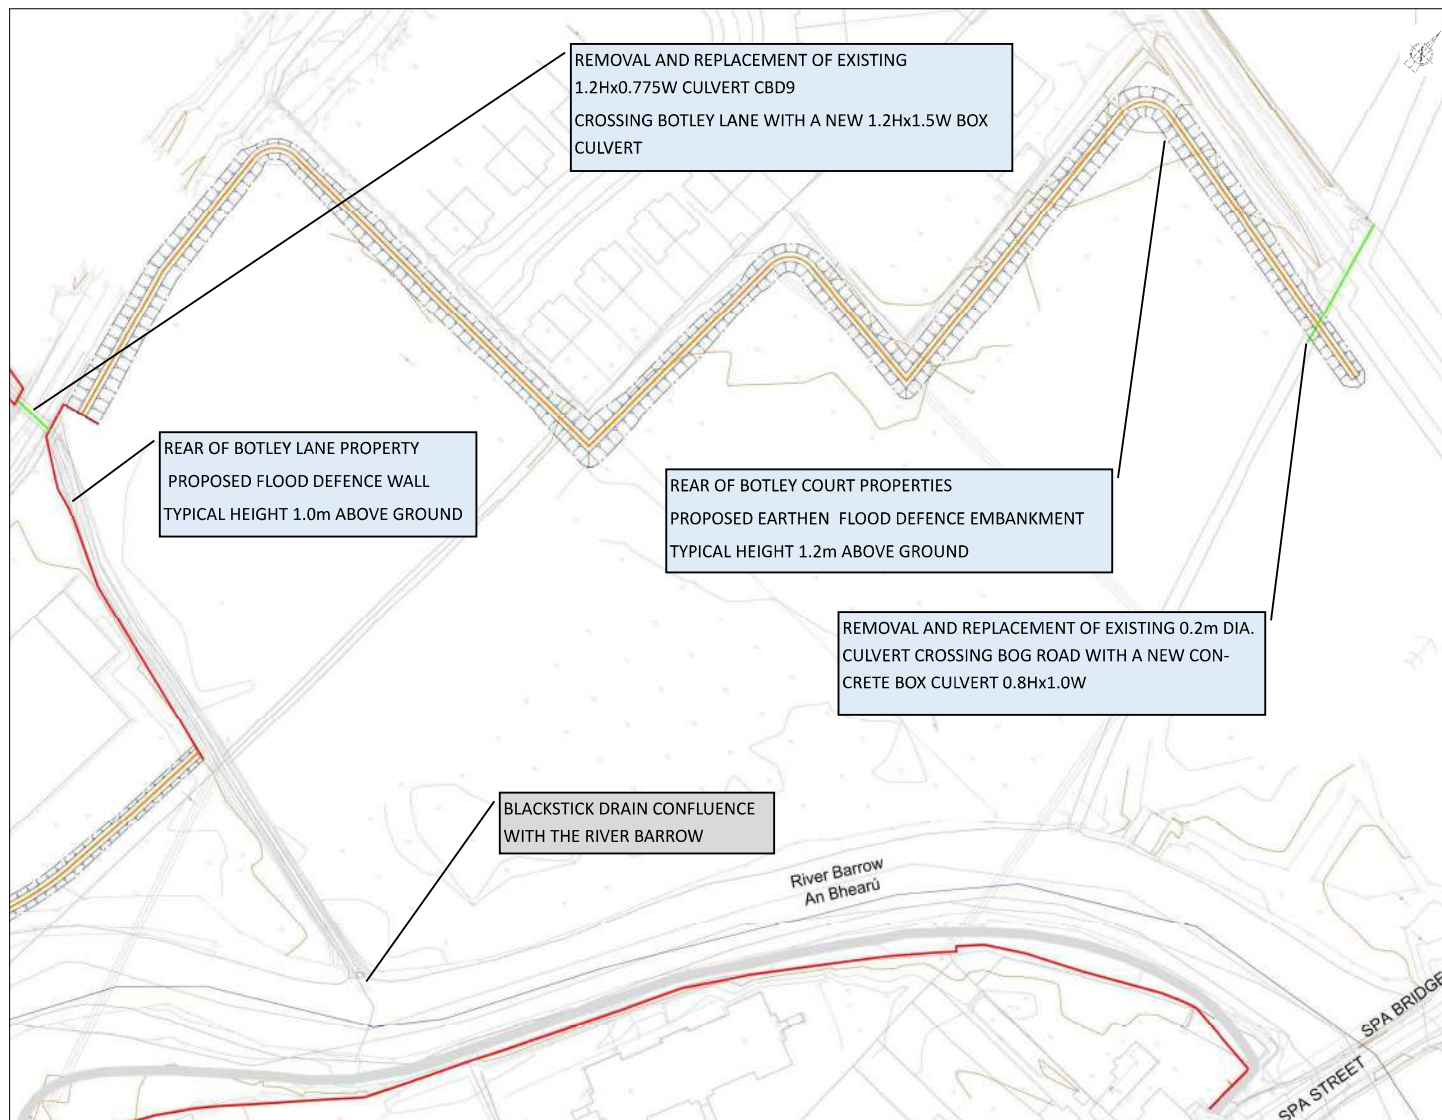 REMOVAL AND REPLACEMENT OF EXISTING
1.2Hx0.775W CULVERT CBD9
CROSSING BOTLEY LANE WITH A NEW 1.2Hx1.5W BOX
CULVERT
REAR OF BOTLEY LANE PROPERTY
PROPOSED FLOOD DEFENCE WALL
TYPICAL HEIGHT 1.0m ABOVE GROUND
REAR OF BOTLEY COURT PROPERTIES
PROPOSED EARTHEN FLOOD DEFENCE EMBANKMENT
TYPICAL HEIGHT 1.2m ABOVE GROUND
REMOVAL AND REPLACEMENT OF EXISTING 0.2m DIA.
CULVERT CROSSING BOG ROAD WITH A NEW CON-
CRETE BOX CULVERT 0.8Hx1.0W
BLACKSTICK DRAIN CONFLUENCE
WITH THE RIVER BARROW
River Barrow
An Bhearú
SPA BRIDGE
SPA STREET